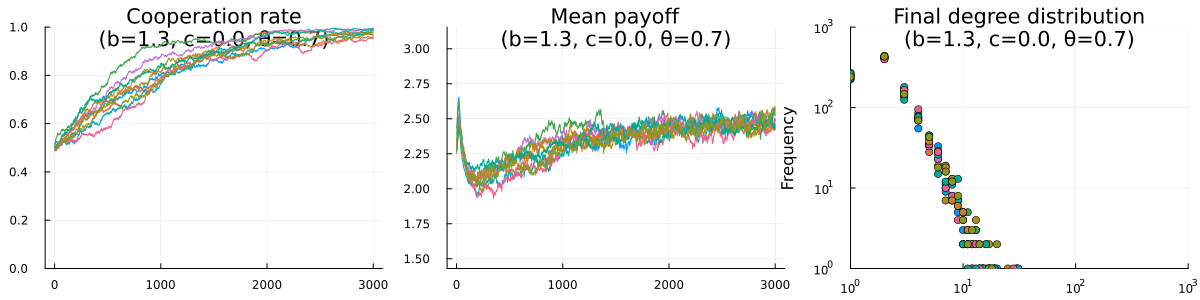 Cooperation rate
(b=1.3, c=0.0, θ=0.7)
1.0
0.8
0.6
0.4
0.2
0.0
0 1000 2000 3000
Mean payoff
(b=1.3, c=0.0, θ=0.7)
3.00
2.75
2.50
2.25
2.00
1.75
1.50
0 1000 2000 3000
Final degree distribution
(b=1.3, c=0.0, θ=0.7)
Frequency
10³
10²
10¹
10⁰
10⁰ 10¹ 10² 10³